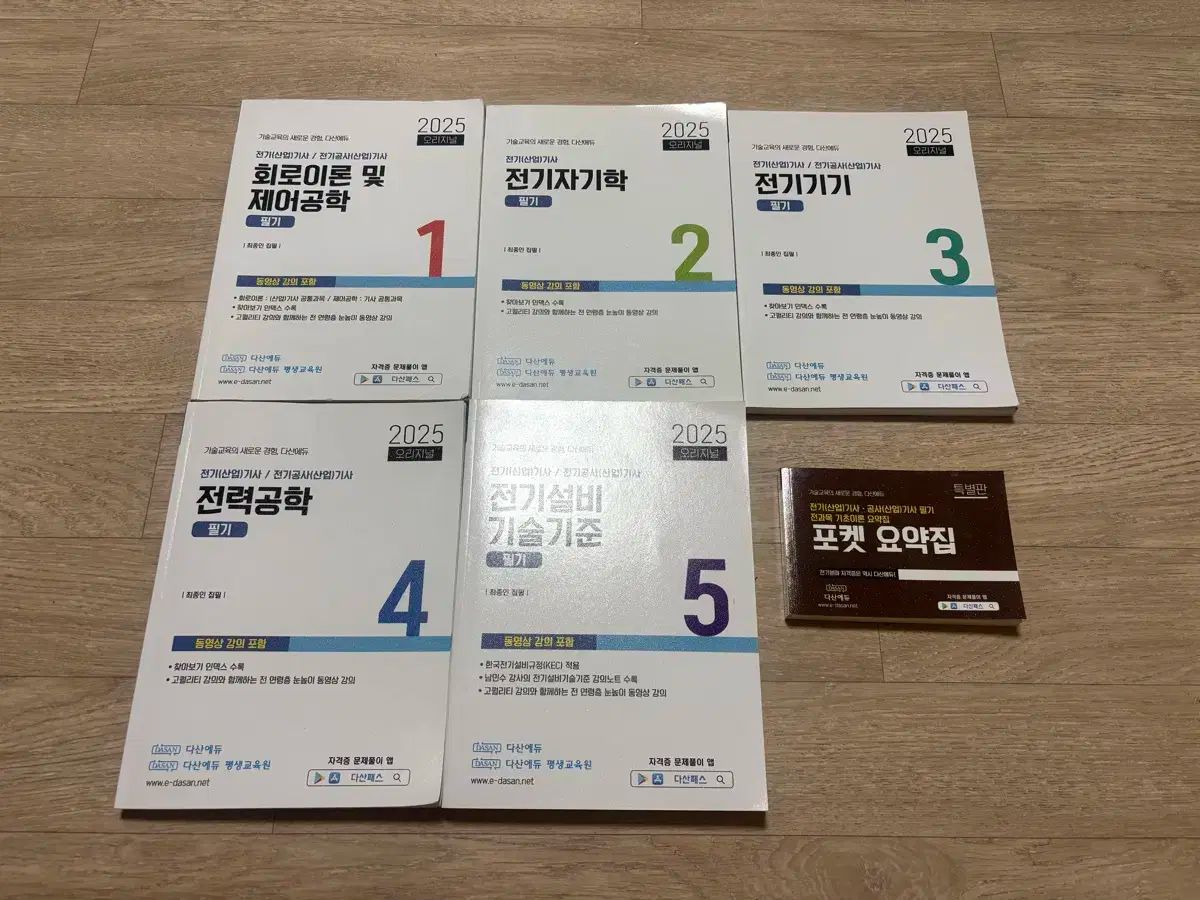 기술교육의 새로운 경험, 다산에듀
2025
오리지널
전기(산업)기사 / 전기공사(산업)기사
회로이론 및
제어공학
필기
1
| 최종인 집필 |
동영상 강의 포함
• 회로이론 : (산업)기사 공통과목 / 제어공학 : 기사 공통과목
• 찾아보기 인덱스 수록
• 고퀄리티 강의와 함께하는 전 연령층 눈높이 동영상 강의
DASAN 다산에듀
DASAN 다산에듀 평생교육원
www.e-dasan.net
자격증 문제풀이 앱
다산패스
기술교육의 새로운 경험, 다산에듀
2025
오리지널
전기(산업)기사
전기자기학
필기
2
| 최종인 집필 |
동영상 강의 포함
• 찾아보기 인덱스 수록
• 고퀄리티 강의와 함께하는 전 연령층 눈높이 동영상 강의
DASAN 다산에듀
DASAN 다산에듀 평생교육원
www.e-dasan.net
자격증 문제풀이 앱
다산패스
기술교육의 새로운 경험, 다산에듀
2025
오리지널
전기(산업)기사 / 전기공사(산업)기사
전기기기
필기
3
| 최종인 집필 |
동영상 강의 포함
• 찾아보기 인덱스 수록
• 고퀄리티 강의와 함께하는 전 연령층 눈높이 동영상 강의
DASAN 다산에듀
DASAN 다산에듀 평생교육원
www.e-dasan.net
자격증 문제풀이 앱
다산패스
기술교육의 새로운 경험, 다산에듀
2025
오리지널
전기(산업)기사 / 전기공사(산업)기사
전력공학
필기
4
| 최종인 집필 |
동영상 강의 포함
• 찾아보기 인덱스 수록
• 고퀄리티 강의와 함께하는 전 연령층 눈높이 동영상 강의
DASAN 다산에듀
DASAN 다산에듀 평생교육원
www.e-dasan.net
자격증 문제풀이 앱
다산패스
기술교육의 새로운 경험, 다산에듀
2025
오리지널
전기(산업)기사 / 전기공사(산업)기사
전기설비
기술기준
필기
5
| 최종인 집필 |
동영상 강의 포함
• 한국전기설비규정(KEC) 적용
• 남민수 강사의 전기설비기술기준 강의노트 수록
• 고퀄리티 강의와 함께하는 전 연령층 눈높이 동영상 강의
DASAN 다산에듀
DASAN 다산에듀 평생교육원
www.e-dasan.net
자격증 문제풀이 앱
다산패스
기술교육의 새로운 경험, 다산에듀
특별판
전기(산업)기사 · 공사(산업)기사 필기
전과목 기초이론 요약집
포켓 요약집
전기분야 자격증은 역시 다산에듀!
DASAN
다산에듀
www.e-dasan.net
자격증 문제풀이 앱
다산패스